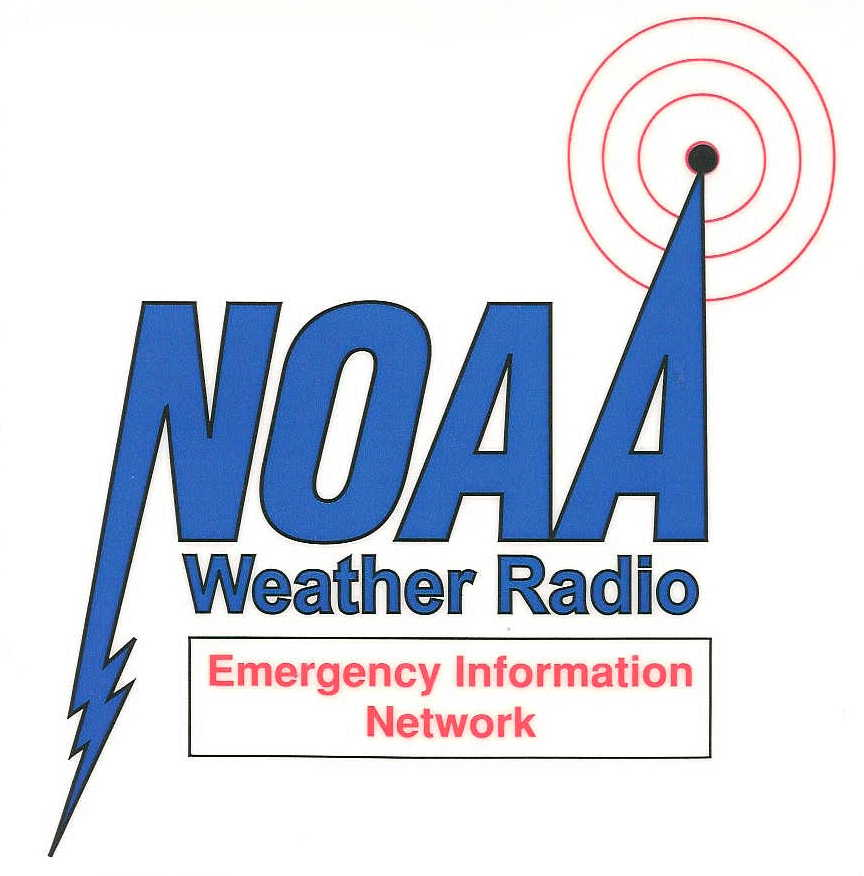 NOAA
Weather Radio
Emergency Information
Network